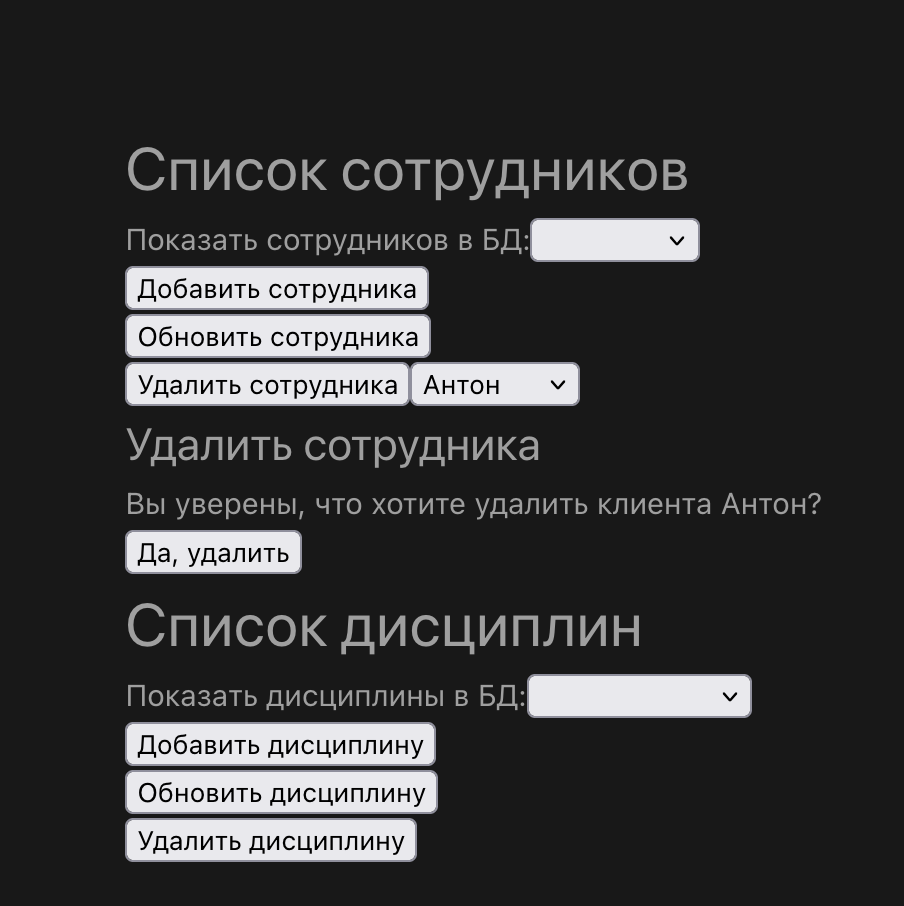 Список сотрудников
Показать сотрудников в БД:
Добавить сотрудника
Обновить сотрудника
Удалить сотрудника Антон
Удалить сотрудника
Вы уверены, что хотите удалить клиента Антон?
Да, удалить
Список дисциплин
Показать дисциплины в БД:
Добавить дисциплину
Обновить дисциплину
Удалить дисциплину